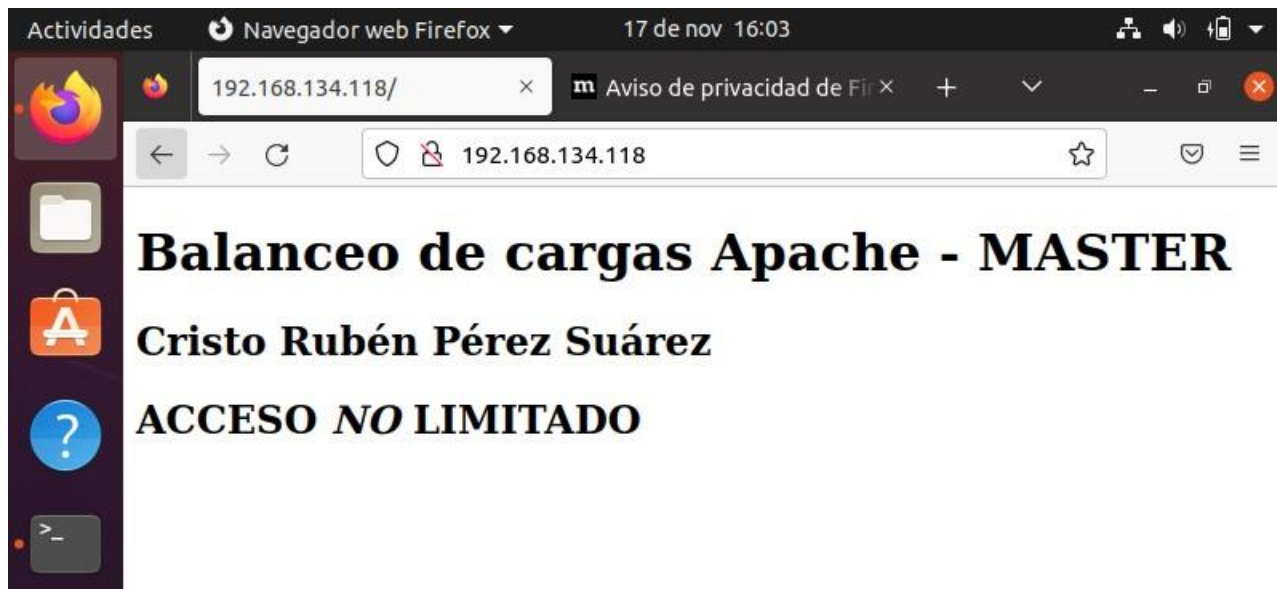 Actividades Navegador web Firefox 17 de nov 16:03
192.168.134.118/ Aviso de privacidad de Fir
192.168.134.118
Balanceo de cargas Apache - MASTER
Cristo Rubén Pérez Suárez
ACCESO NO LIMITADO